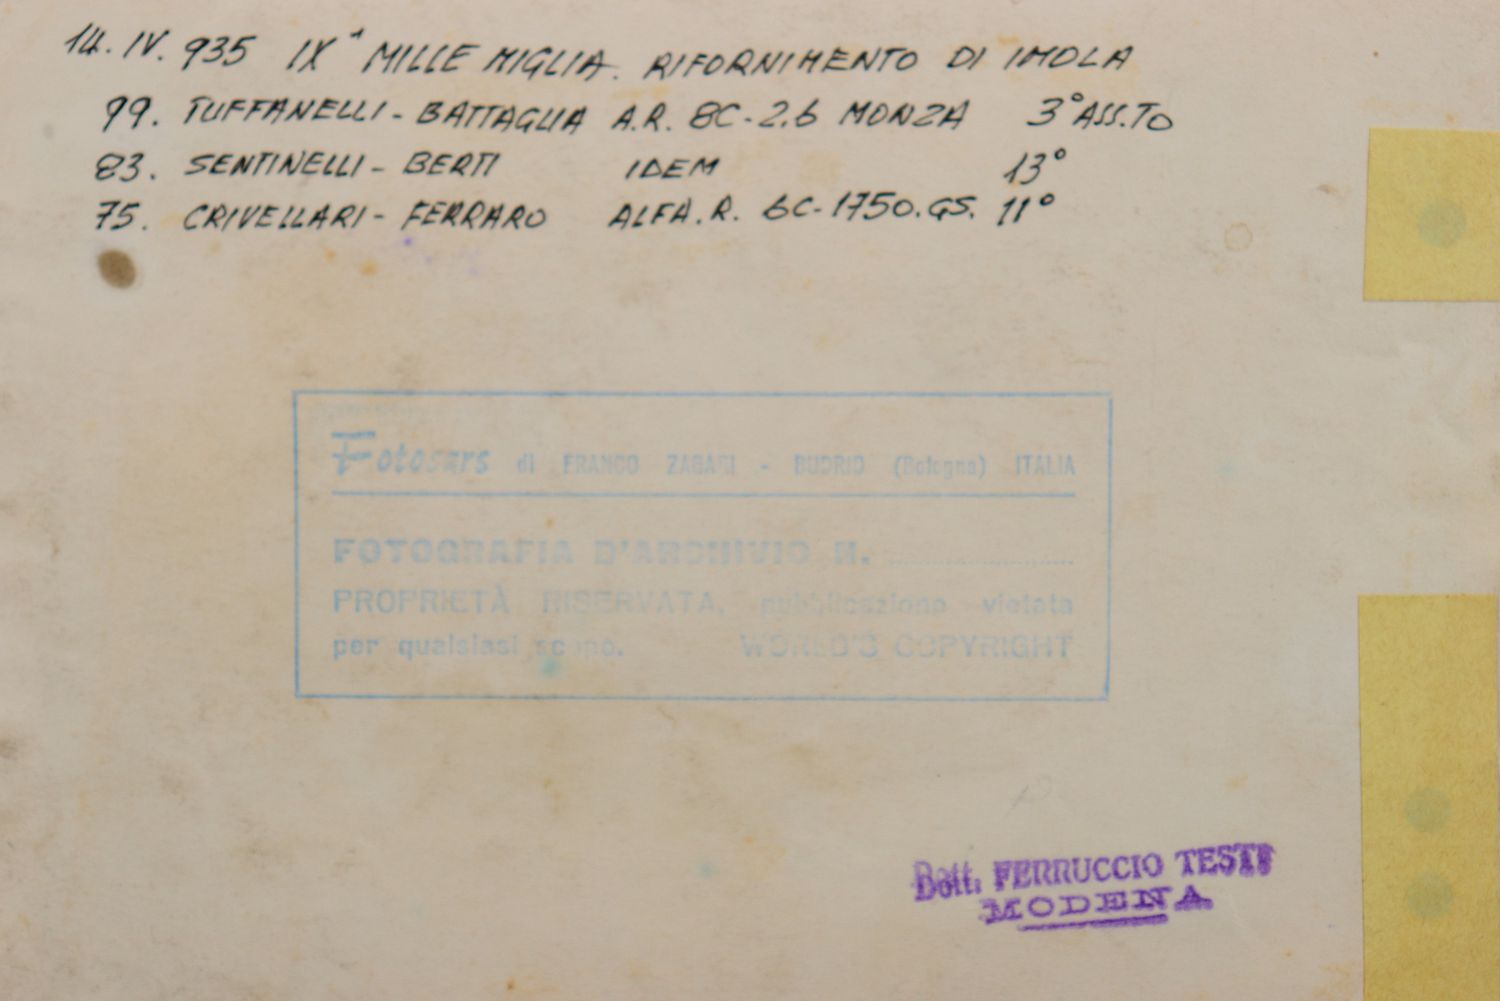 14. IV. 935 IXª MILLE MIGLIA. RIFORNIMENTO DI IMOLA
99. TUFFANELLI - BATTAGLIA A.R. 8C-2.6 MONZA 3° ASS.TO
83. SENTINELLI - BERTI IDEM 13°
75. CRIVELLARI - FERRARO ALFA.R. 6C-1750.GS. 11°
Fotosars di FRANCO ZAGARI - BUDRIO (Bologna) ITALIA
FOTOGRAFIA D'ARCHIVIO N. ....................
PROPRIETÀ RISERVATA, pubblicazione vietata
per qualsiasi scopo. WORLD'S COPYRIGHT
Dott. FERRUCCIO TESTI
MODENA